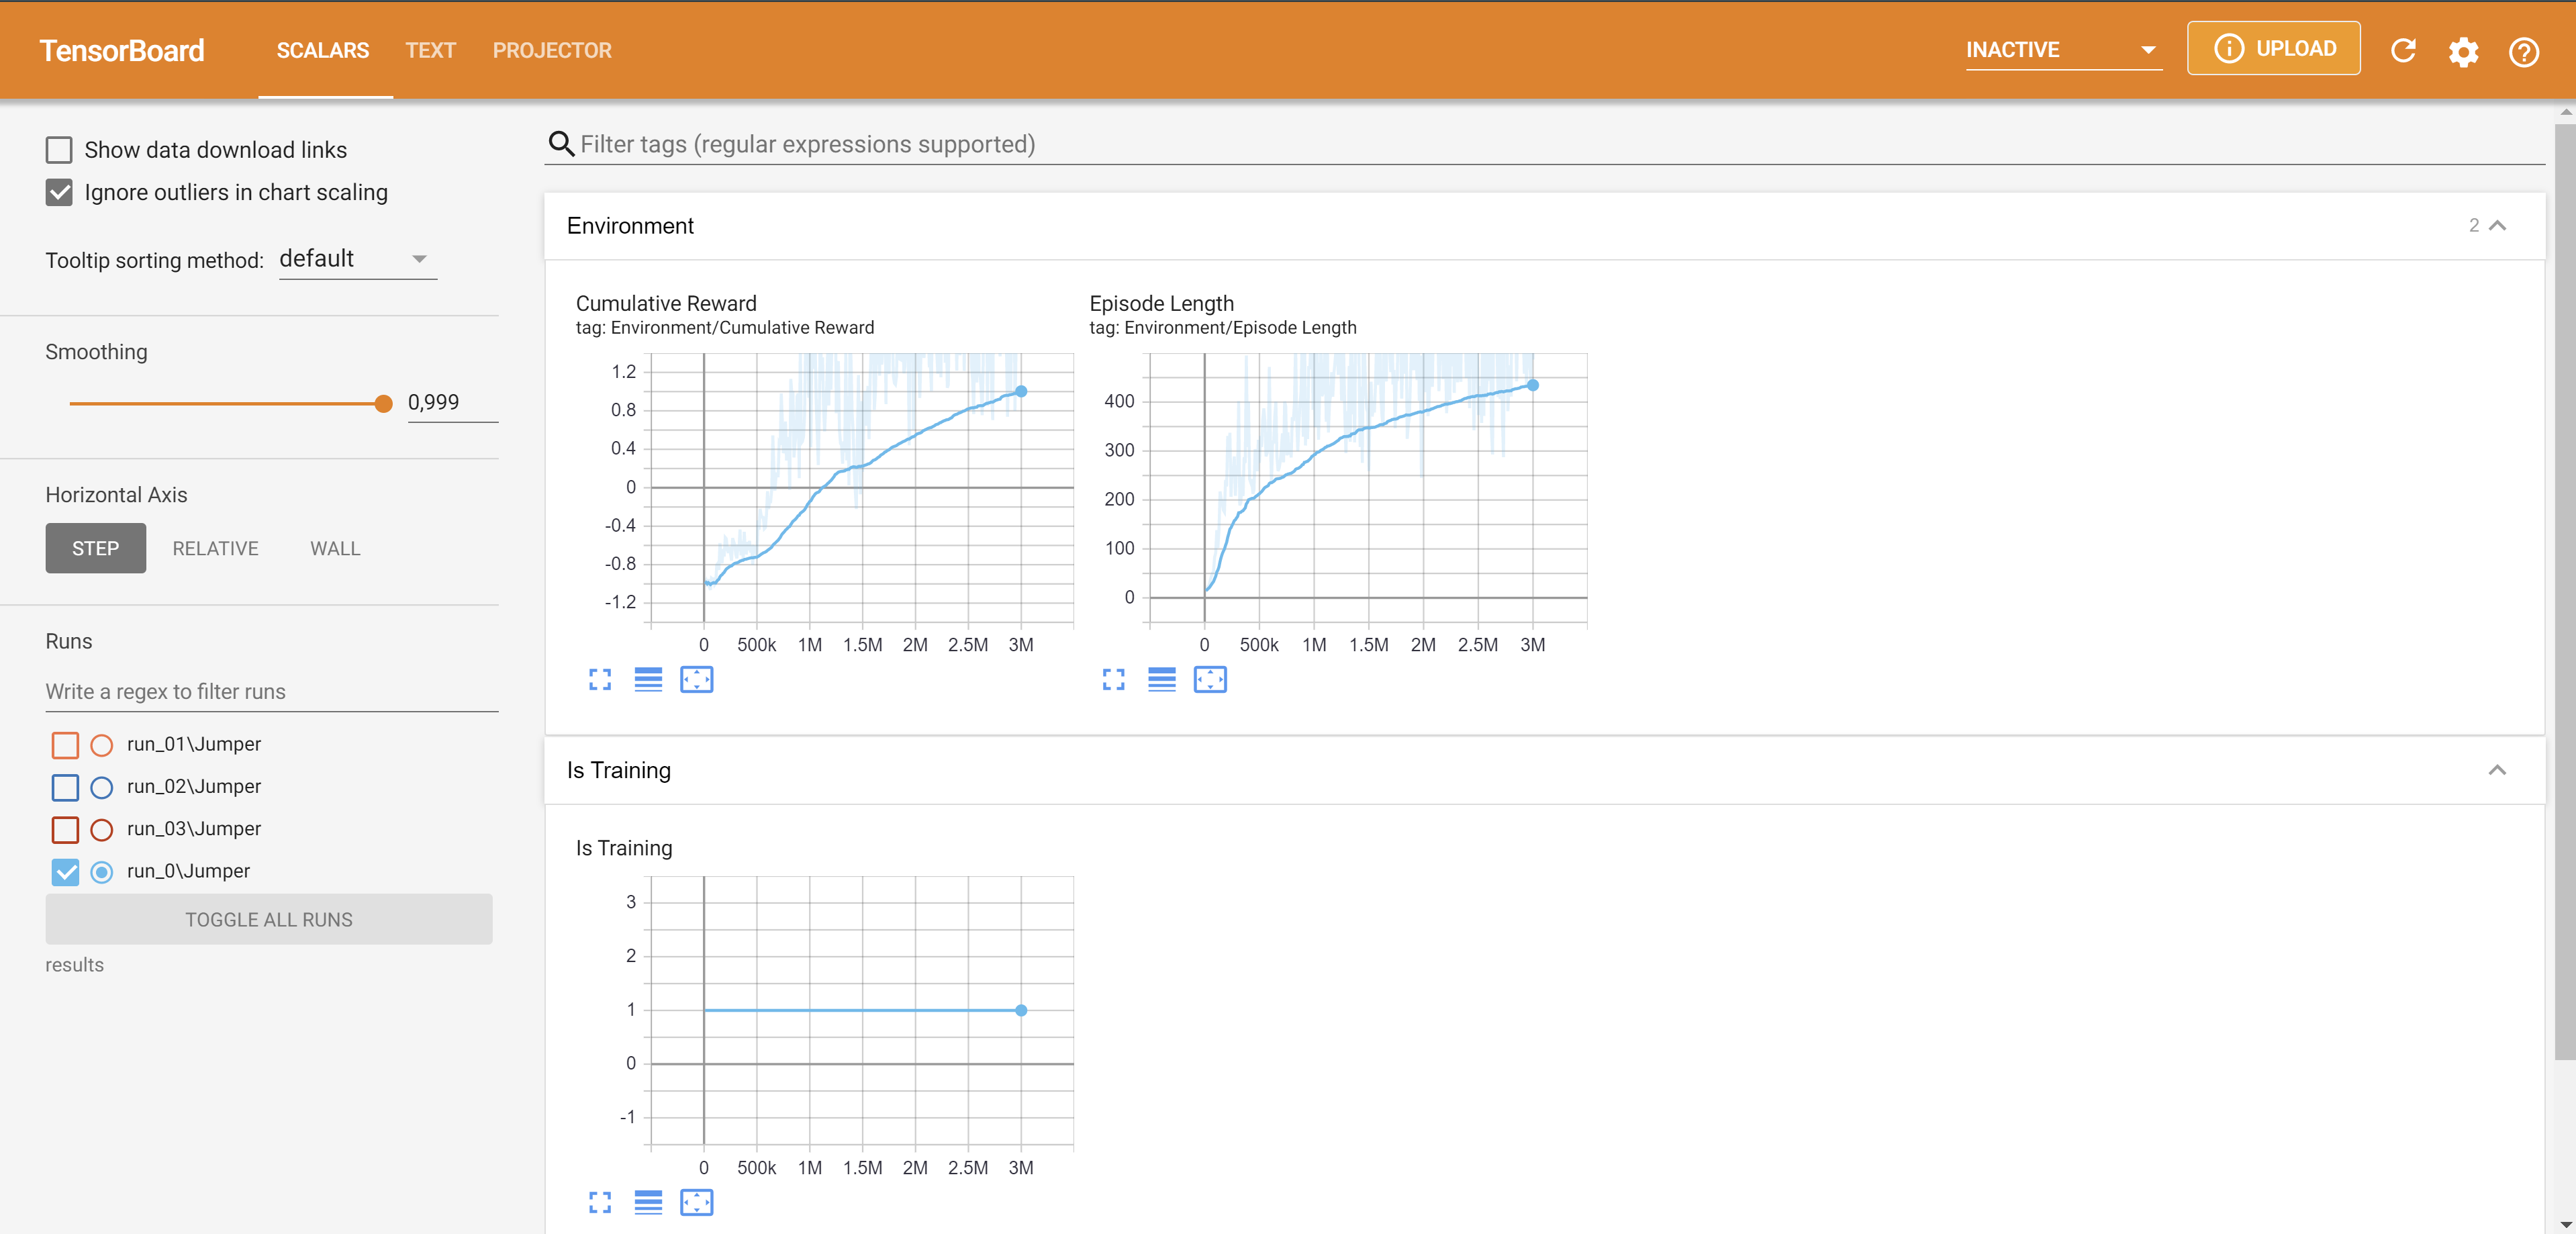 TensorBoard SCALARS TEXT PROJECTOR INACTIVE UPLOAD
Show data download links
Ignore outliers in chart scaling
Tooltip sorting method: default
Smoothing
0,999
Horizontal Axis
STEP RELATIVE WALL
Runs
Write a regex to filter runs
run_01\Jumper
run_02\Jumper
run_03\Jumper
run_0\Jumper
TOGGLE ALL RUNS
results
Filter tags (regular expressions supported)
Environment 2
Cumulative Reward
tag: Environment/Cumulative Reward
1.2
0.8
0.4
0
-0.4
-0.8
-1.2
0 500k 1M 1.5M 2M 2.5M 3M
Episode Length
tag: Environment/Episode Length
400
300
200
100
0
0 500k 1M 1.5M 2M 2.5M 3M
Is Training
Is Training
3
2
1
0
-1
0 500k 1M 1.5M 2M 2.5M 3M